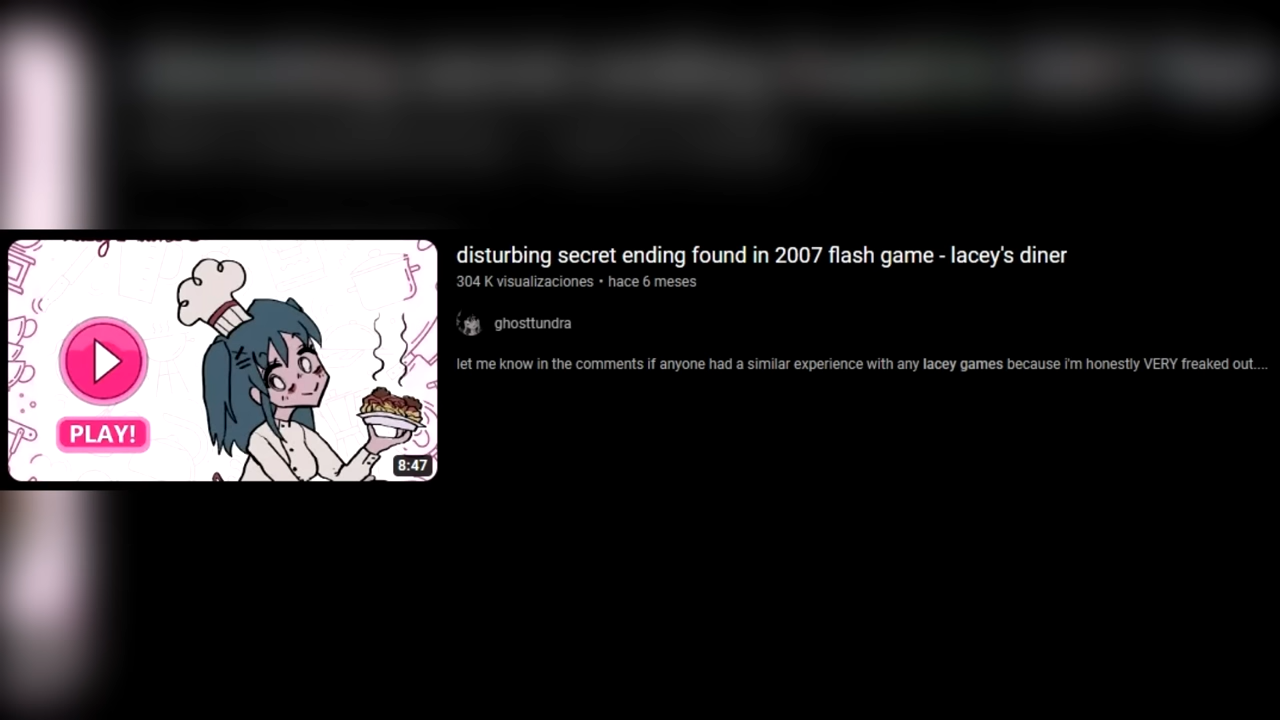 disturbing secret ending found in 2007 flash game - lacey's diner
304 K visualizaciones • hace 6 meses
ghosttundra
let me know in the comments if anyone had a similar experience with any lacey games because i'm honestly VERY freaked out....
PLAY!
8:47